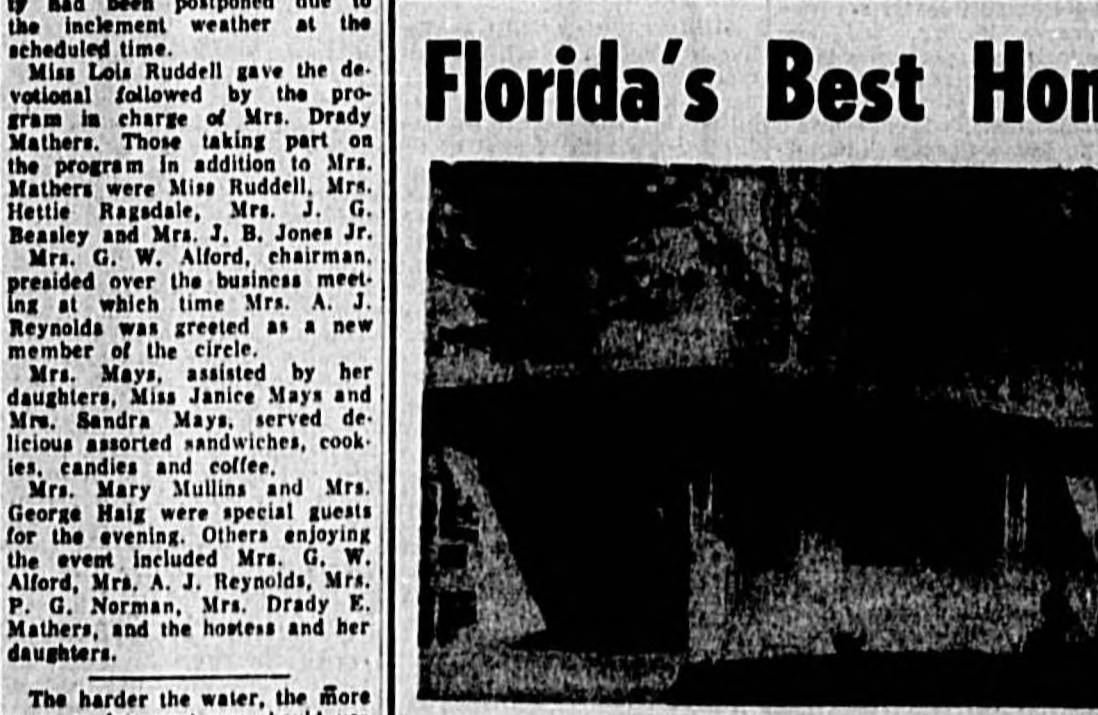 ty had been postponed due to
the inclement weather at the
scheduled time.
Miss Lois Ruddell gave the de-
votional followed by the pro-
gram in charge of Mrs. Drady
Mathers. Those taking part on
the program in addition to Mrs.
Mathers were Miss Ruddell, Mrs.
Hettie Ragsdale, Mrs. J. G.
Beasley and Mrs. J. B. Jones Jr.
Mrs. G. W. Alford, chairman,
presided over the business meet-
ing at which time Mrs. A. J.
Reynolds was greeted as a new
member of the circle.
Mrs. Mays, assisted by her
daughters, Miss Janice Mays and
Mrs. Sandra Mays, served de-
licious assorted sandwiches, cook-
ies, candies and coffee.
Mrs. Mary Mullins and Mrs.
George Haig were special guests
for the evening. Others enjoying
the event included Mrs. G. W.
Alford, Mrs. A. J. Reynolds, Mrs.
P. G. Norman, Mrs. Drady E.
Mathers, and the hostess and her
daughters.
The harder the water, the more
Florida's Best Hom